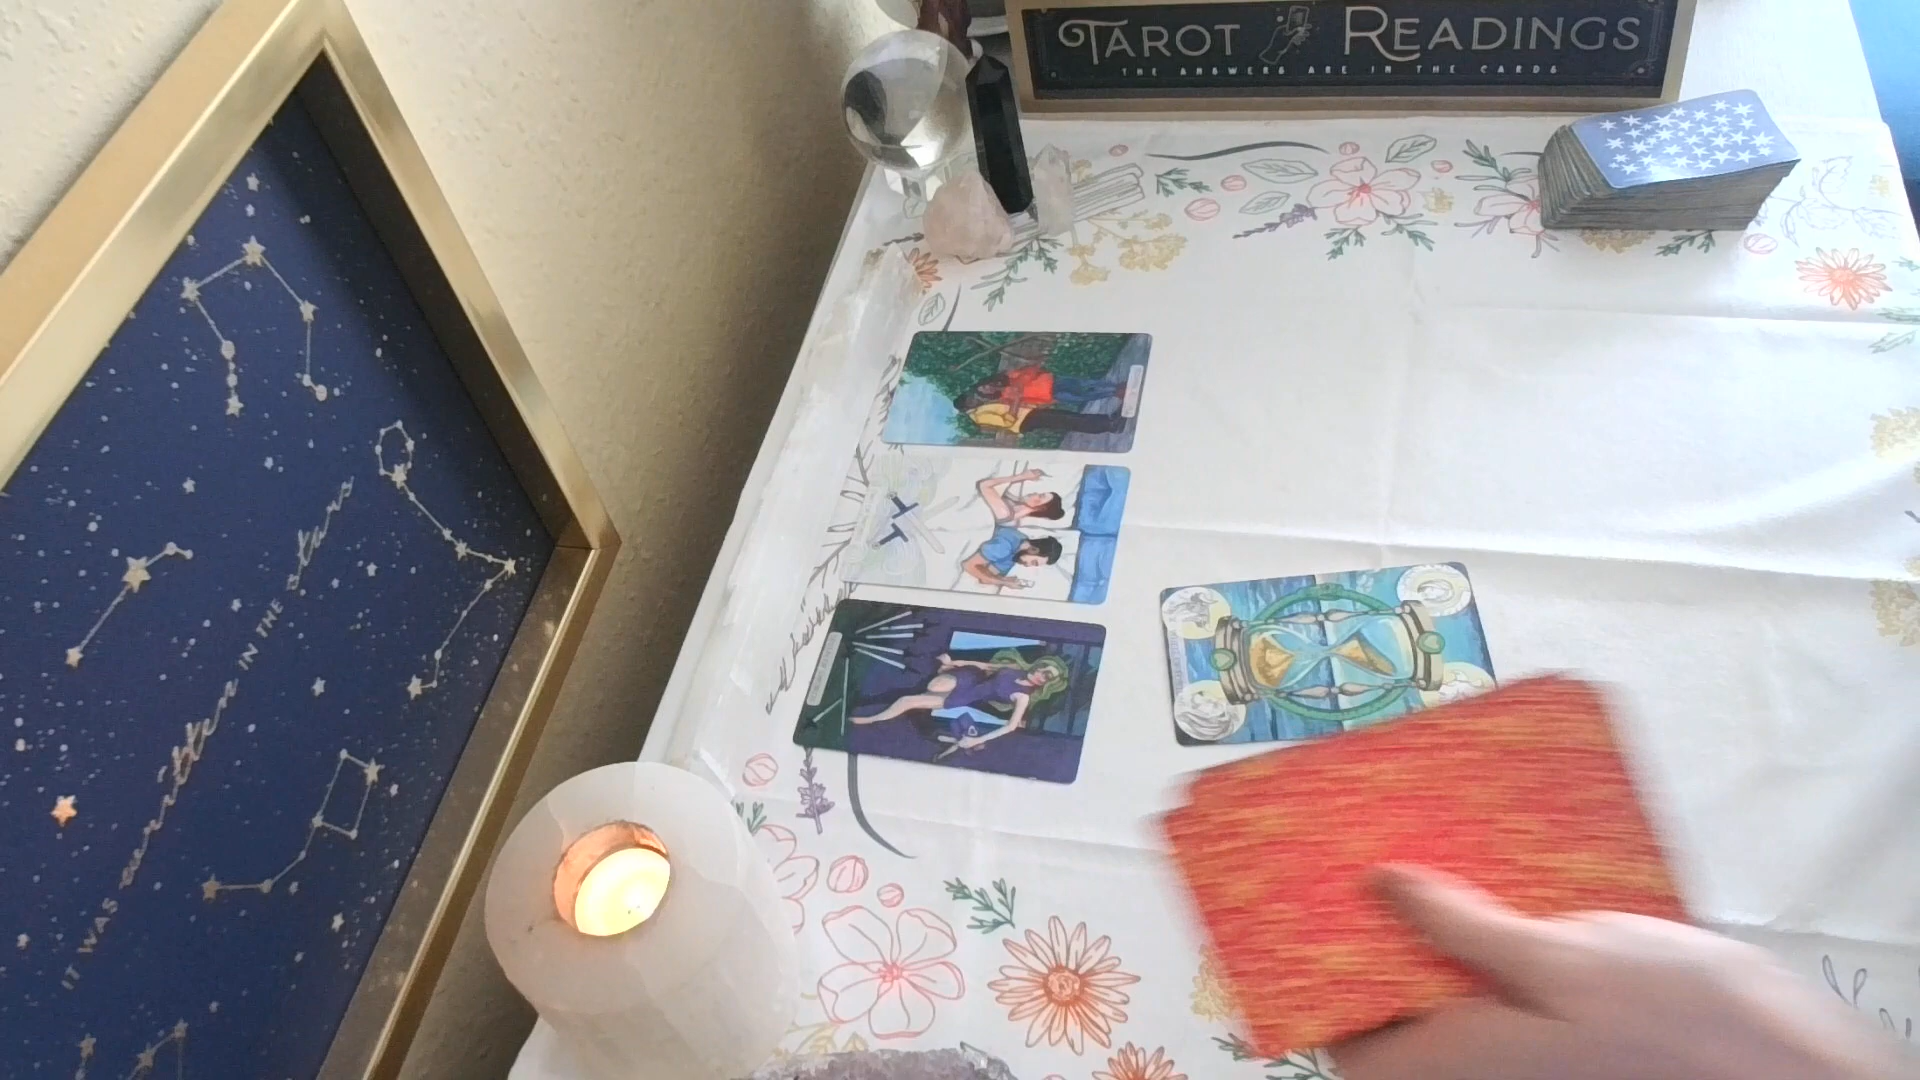 TAROT READINGS
THE ANSWERS ARE IN THE CARDS
IT WAS written IN THE stars